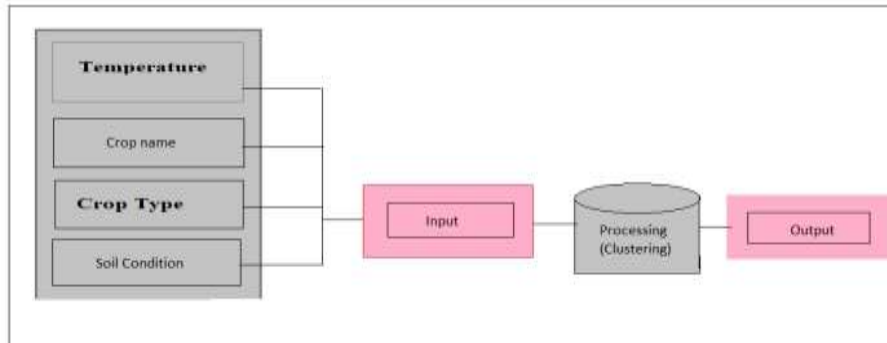 Temperature
Crop name
Crop Type
Soil Condition
Input
Processing
(Clustering)
Output